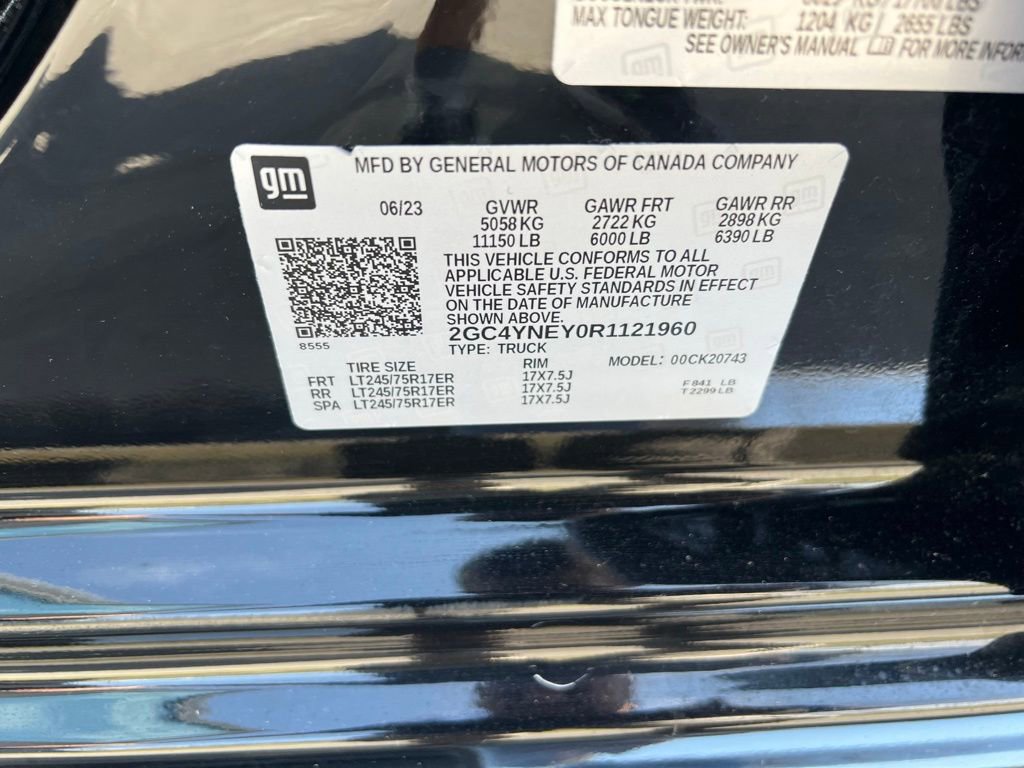 MAX TONGUE WEIGHT: 1204 KG / 2655 LBS
SEE OWNER'S MANUAL FOR MORE INFOR
gm
MFD BY GENERAL MOTORS OF CANADA COMPANY
06/23 GVWR GAWR FRT GAWR RR
5058 KG 2722 KG 2898 KG
11150 LB 6000 LB 6390 LB
THIS VEHICLE CONFORMS TO ALL
APPLICABLE U.S. FEDERAL MOTOR
VEHICLE SAFETY STANDARDS IN EFFECT
ON THE DATE OF MANUFACTURE
SHOWN ABOVE.
2GC4YNEY0R1121960
8555
TYPE: TRUCK MODEL: 00CK20743
TIRE SIZE RIM
FRT LT245/75R17ER 17X7.5J
RR LT245/75R17ER 17X7.5J
SPA LT245/75R17ER 17X7.5J
F 841 LB
T 2299 LB